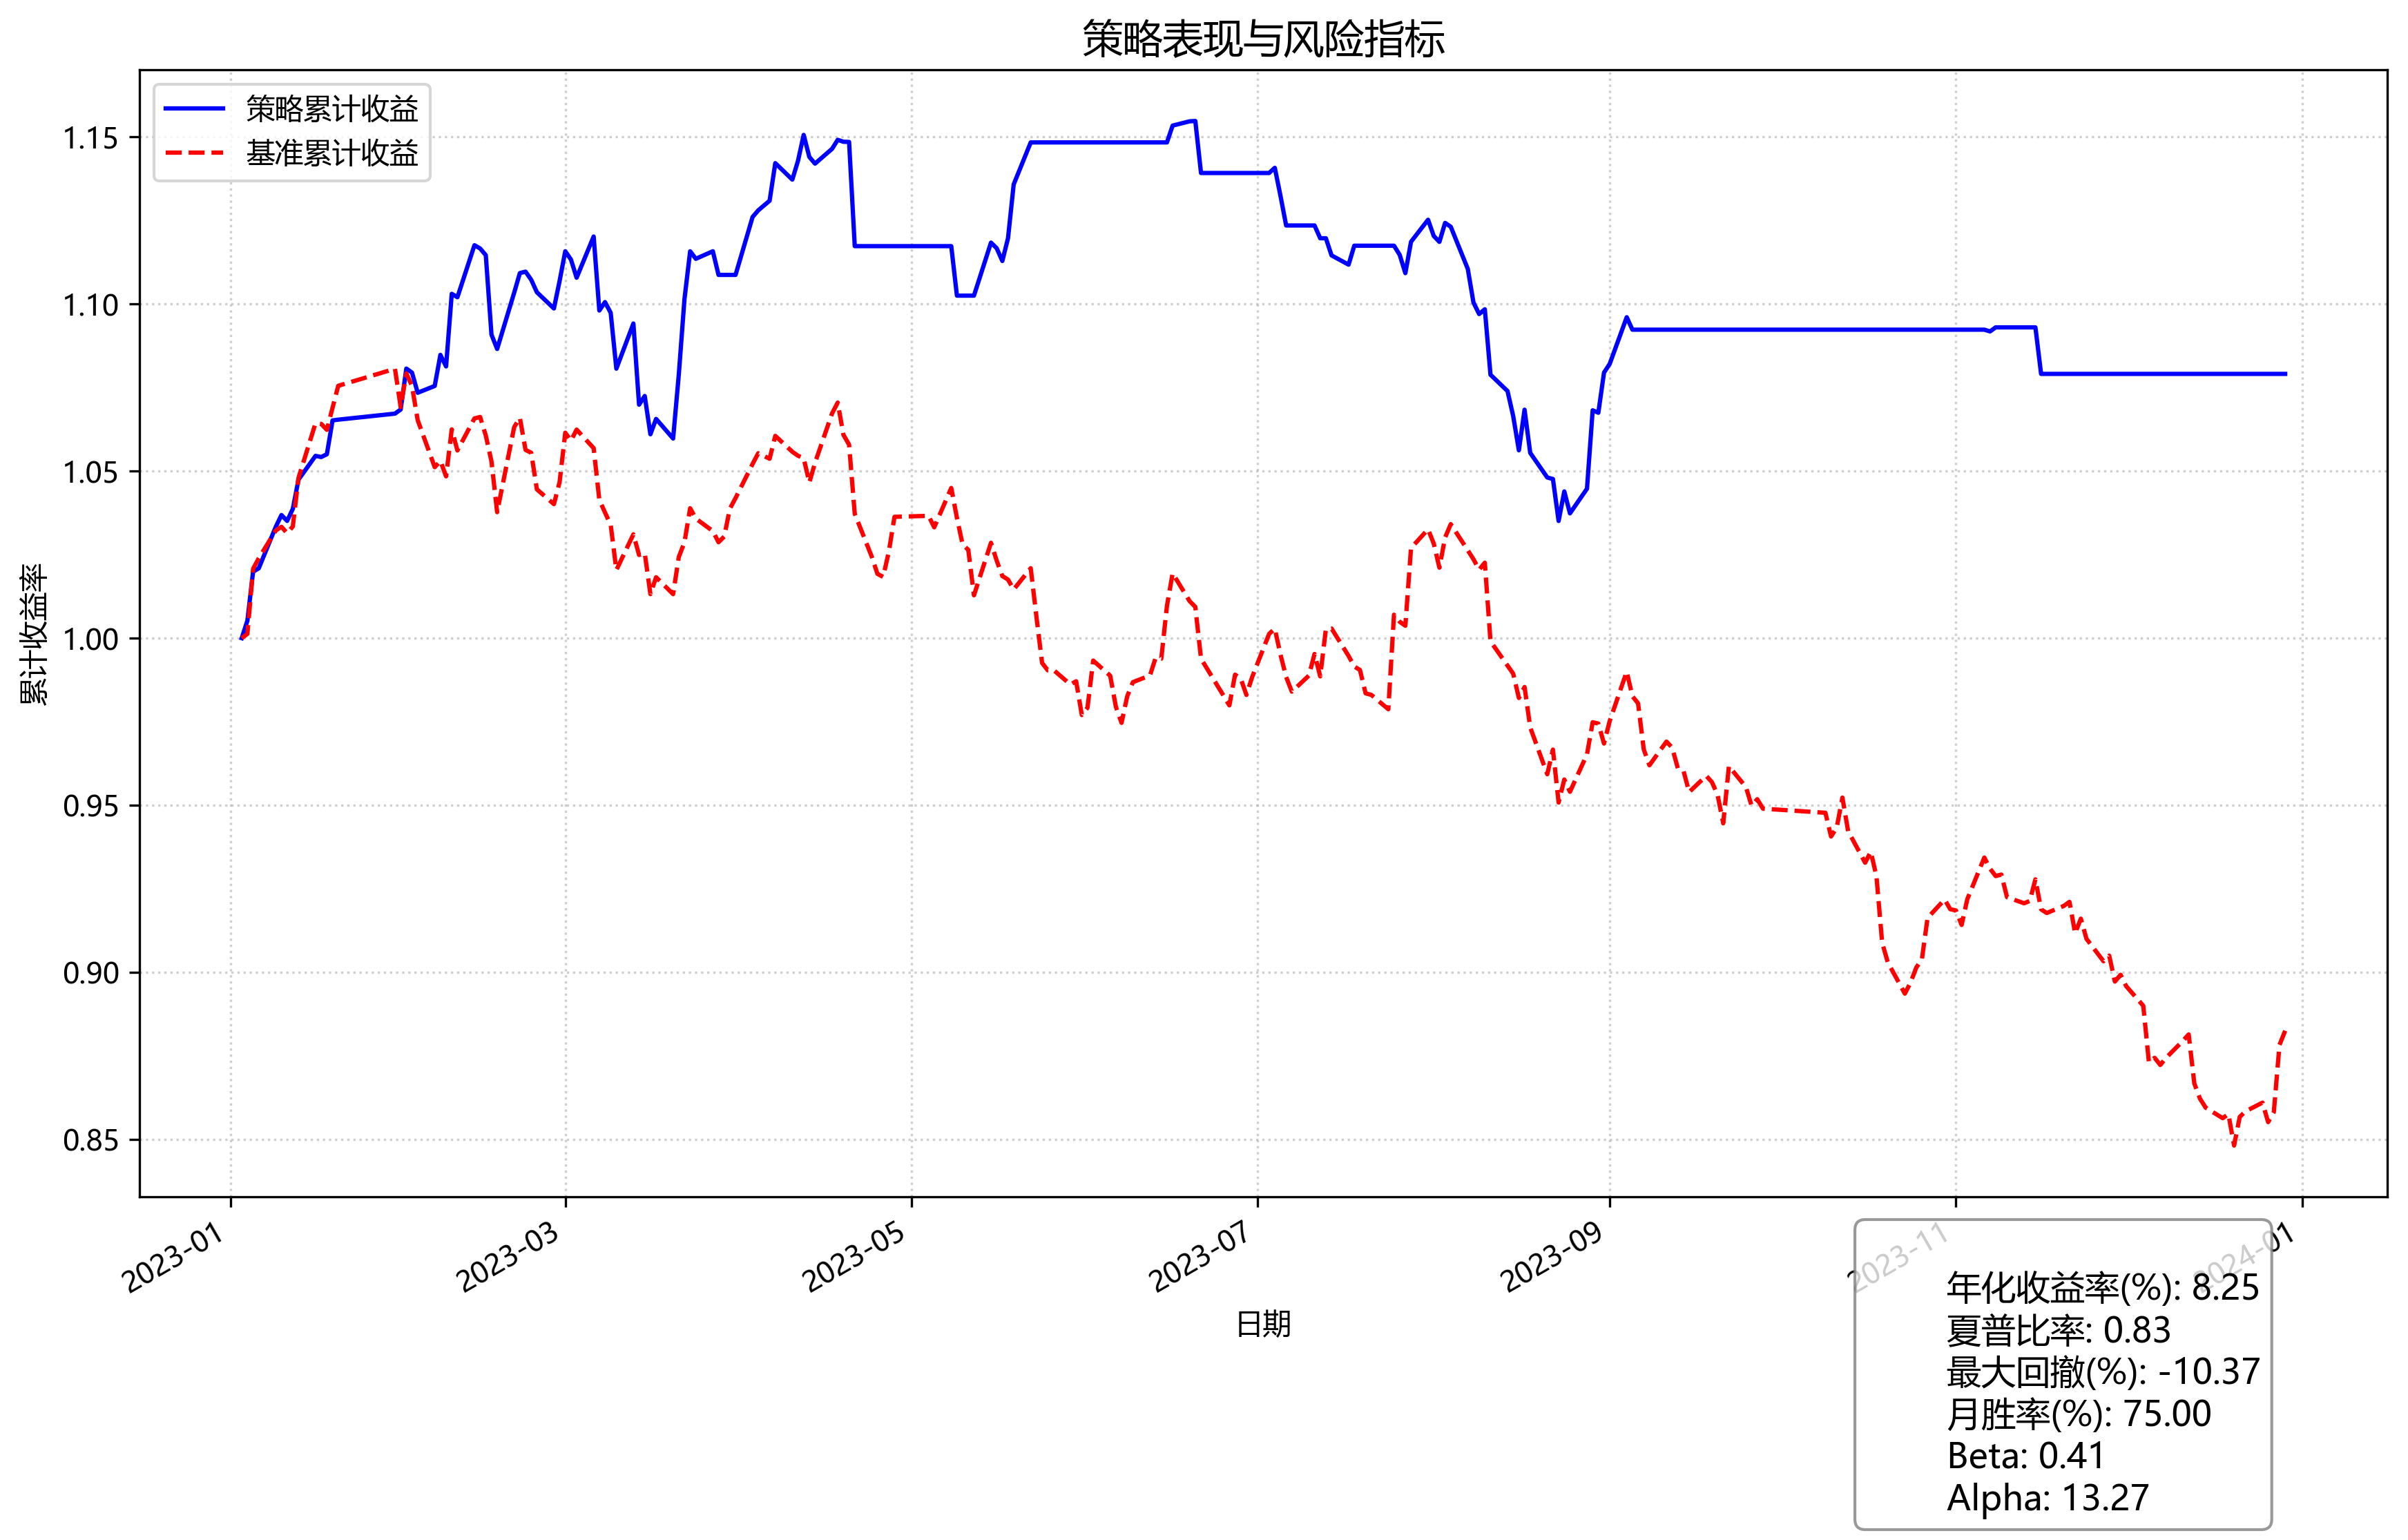 策略表现与风险指标
策略累计收益
基准累计收益
1.15
1.10
1.05
1.00
0.95
0.90
0.85
累计收益率
2023-01
2023-03
2023-05
2023-07
2023-09
2023-11
2024-01
日期
年化收益率(%): 8.25
夏普比率: 0.83
最大回撤(%): -10.37
月胜率(%): 75.00
Beta: 0.41
Alpha: 13.27